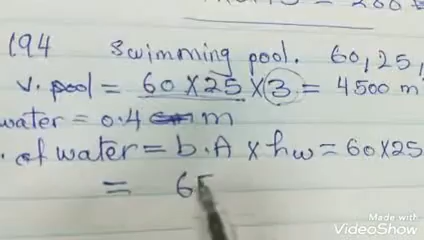 194 Swimming pool. 60, 25,
v. pool = 60 × 25 × 3 = 4500 m
water = 0.4 m
. of water = b.A × hw = 60 × 25
= 65
Made with
VideoShow